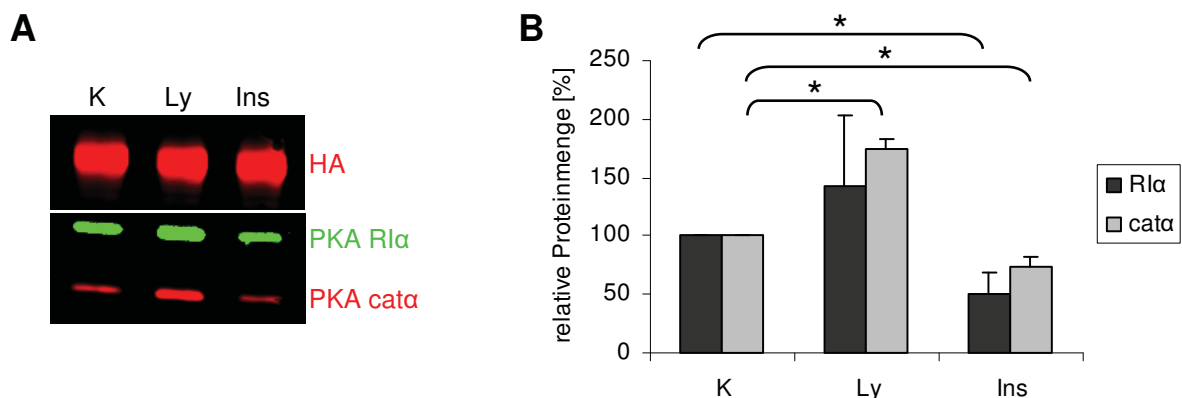 A
K Ly Ins
HA
PKA RIα
PKA catα
B
relative Proteinmenge [%]
250
200
150
100
50
0
*
*
*
K Ly Ins
RIα
catα